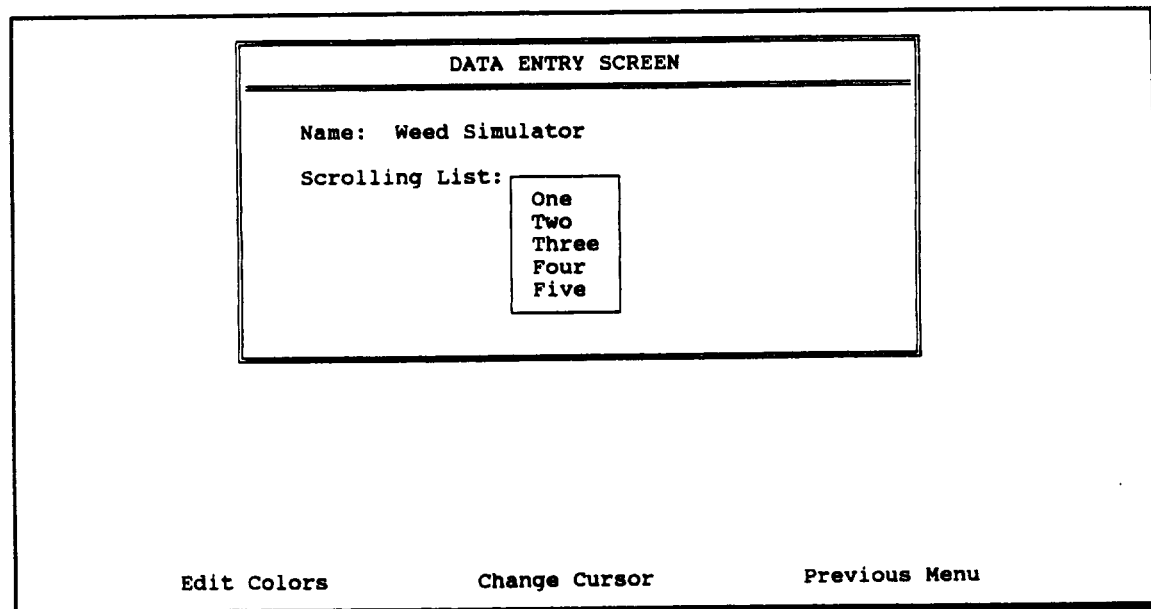 DATA ENTRY SCREEN
Name: Weed Simulator
Scrolling List:
One
Two
Three
Four
Five
Edit Colors Change Cursor Previous Menu